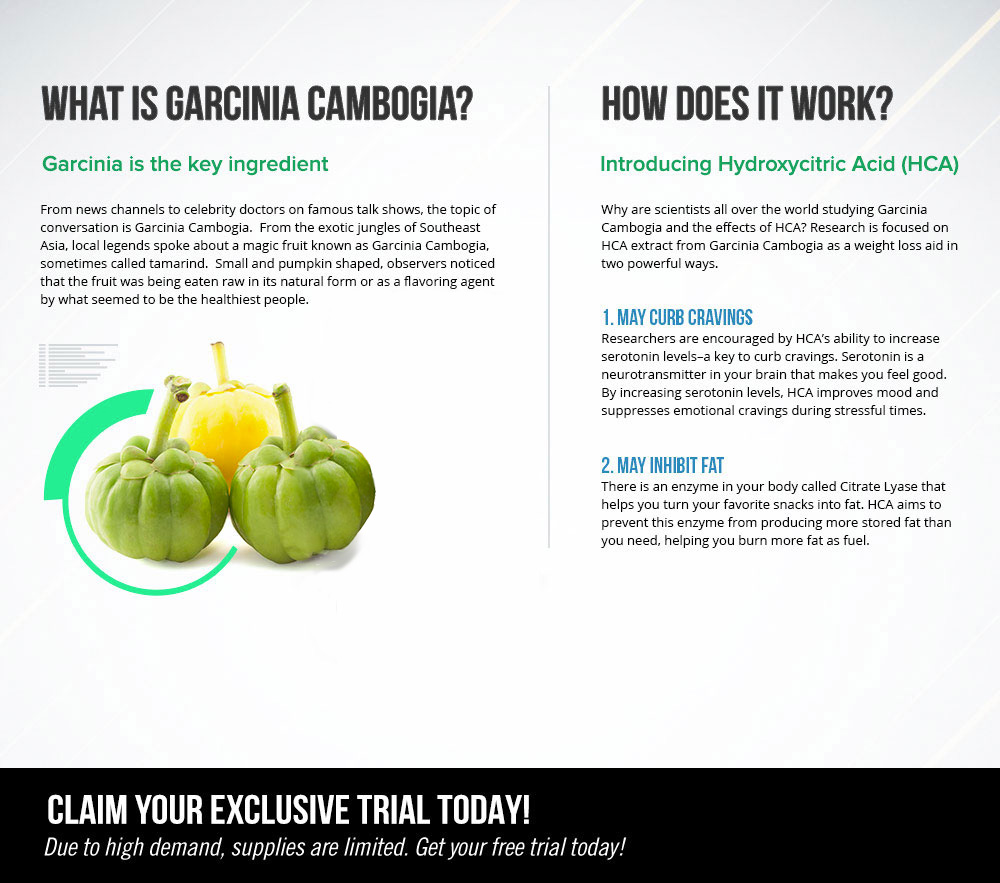 WHAT IS GARCINIA CAMBOGIA?
Garcinia is the key ingredient
From news channels to celebrity doctors on famous talk shows, the topic of
conversation is Garcinia Cambogia.  From the exotic jungles of Southeast
Asia, local legends spoke about a magic fruit known as Garcinia Cambogia,
sometimes called tamarind.  Small and pumpkin shaped, observers noticed
that the fruit was being eaten raw in its natural form or as a flavoring agent
by what seemed to be the healthiest people.
HOW DOES IT WORK?
Introducing Hydroxycitric Acid (HCA)
Why are scientists all over the world studying Garcinia
Cambogia and the effects of HCA? Research is focused on
HCA extract from Garcinia Cambogia as a weight loss aid in
two powerful ways.
1. MAY CURB CRAVINGS
Researchers are encouraged by HCA’s ability to increase
serotonin levels–a key to curb cravings. Serotonin is a
neurotransmitter in your brain that makes you feel good.
By increasing serotonin levels, HCA improves mood and
suppresses emotional cravings during stressful times.
2. MAY INHIBIT FAT
There is an enzyme in your body called Citrate Lyase that
helps you turn your favorite snacks into fat. HCA aims to
prevent this enzyme from producing more stored fat than
you need, helping you burn more fat as fuel.
CLAIM YOUR EXCLUSIVE TRIAL TODAY!
Due to high demand, supplies are limited. Get your free trial today!